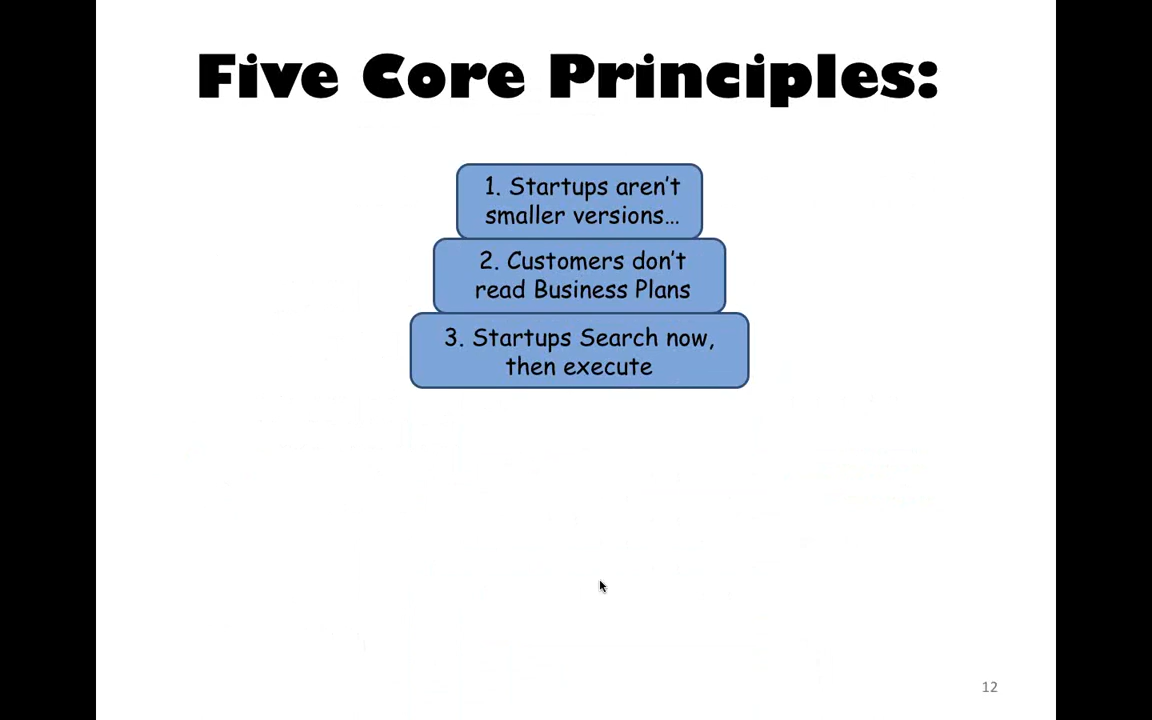 Five Core Principles:
1. Startups aren't
smaller versions...
2. Customers don't
read Business Plans
3. Startups Search now,
then execute
12